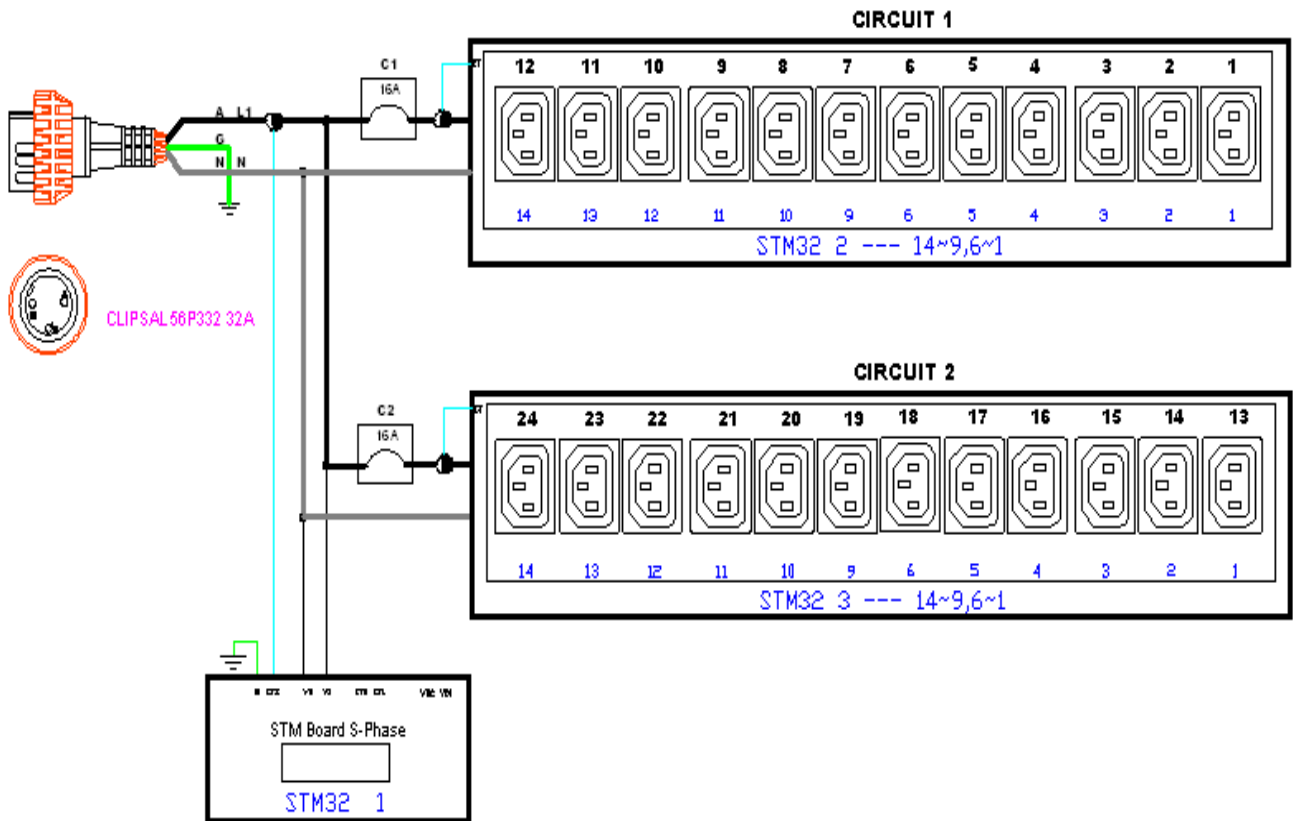 CIRCUIT 1
C1
16A
12 11 10 9 8 7 6 5 4 3 2 1
A L1
G
N N
14 13 12 11 10 9 6 5 4 3 2 1
STM32 2 --- 14~9,6~1
CLIPSAL56P332 32A
CIRCUIT 2
C2
16A
24 23 22 21 20 19 18 17 16 15 14 13
14 13 12 11 10 9 6 5 4 3 2 1
STM32 3 --- 14~9,6~1
STM Board S-Phase
STM32 1